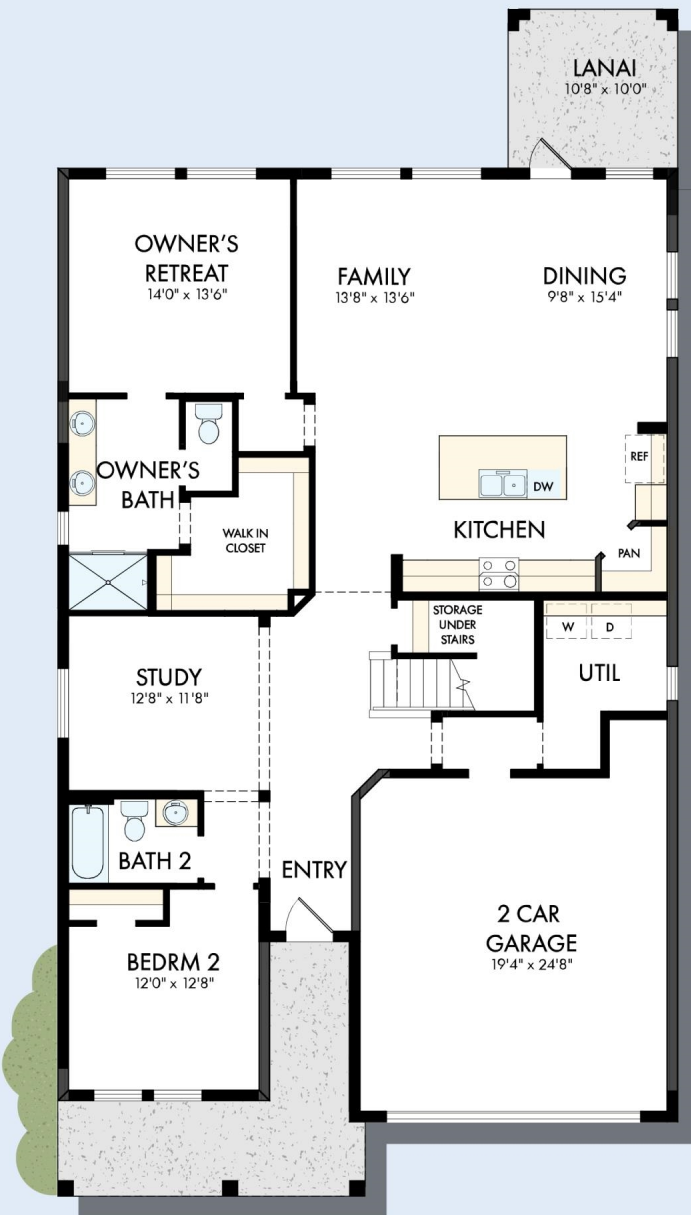 LANAI
10'8" x 10'0"
OWNER'S
RETREAT
14'0" x 13'6"
FAMILY
13'8" x 13'6"
DINING
9'8" x 15'4"
OWNER'S
BATH
WALK IN
CLOSET
REF
DW
KITCHEN
PAN
STORAGE
UNDER
STAIRS
W
D
UTIL
STUDY
12'8" x 11'8"
BATH 2
ENTRY
BEDRM 2
12'0" x 12'8"
2 CAR
GARAGE
19'4" x 24'8"